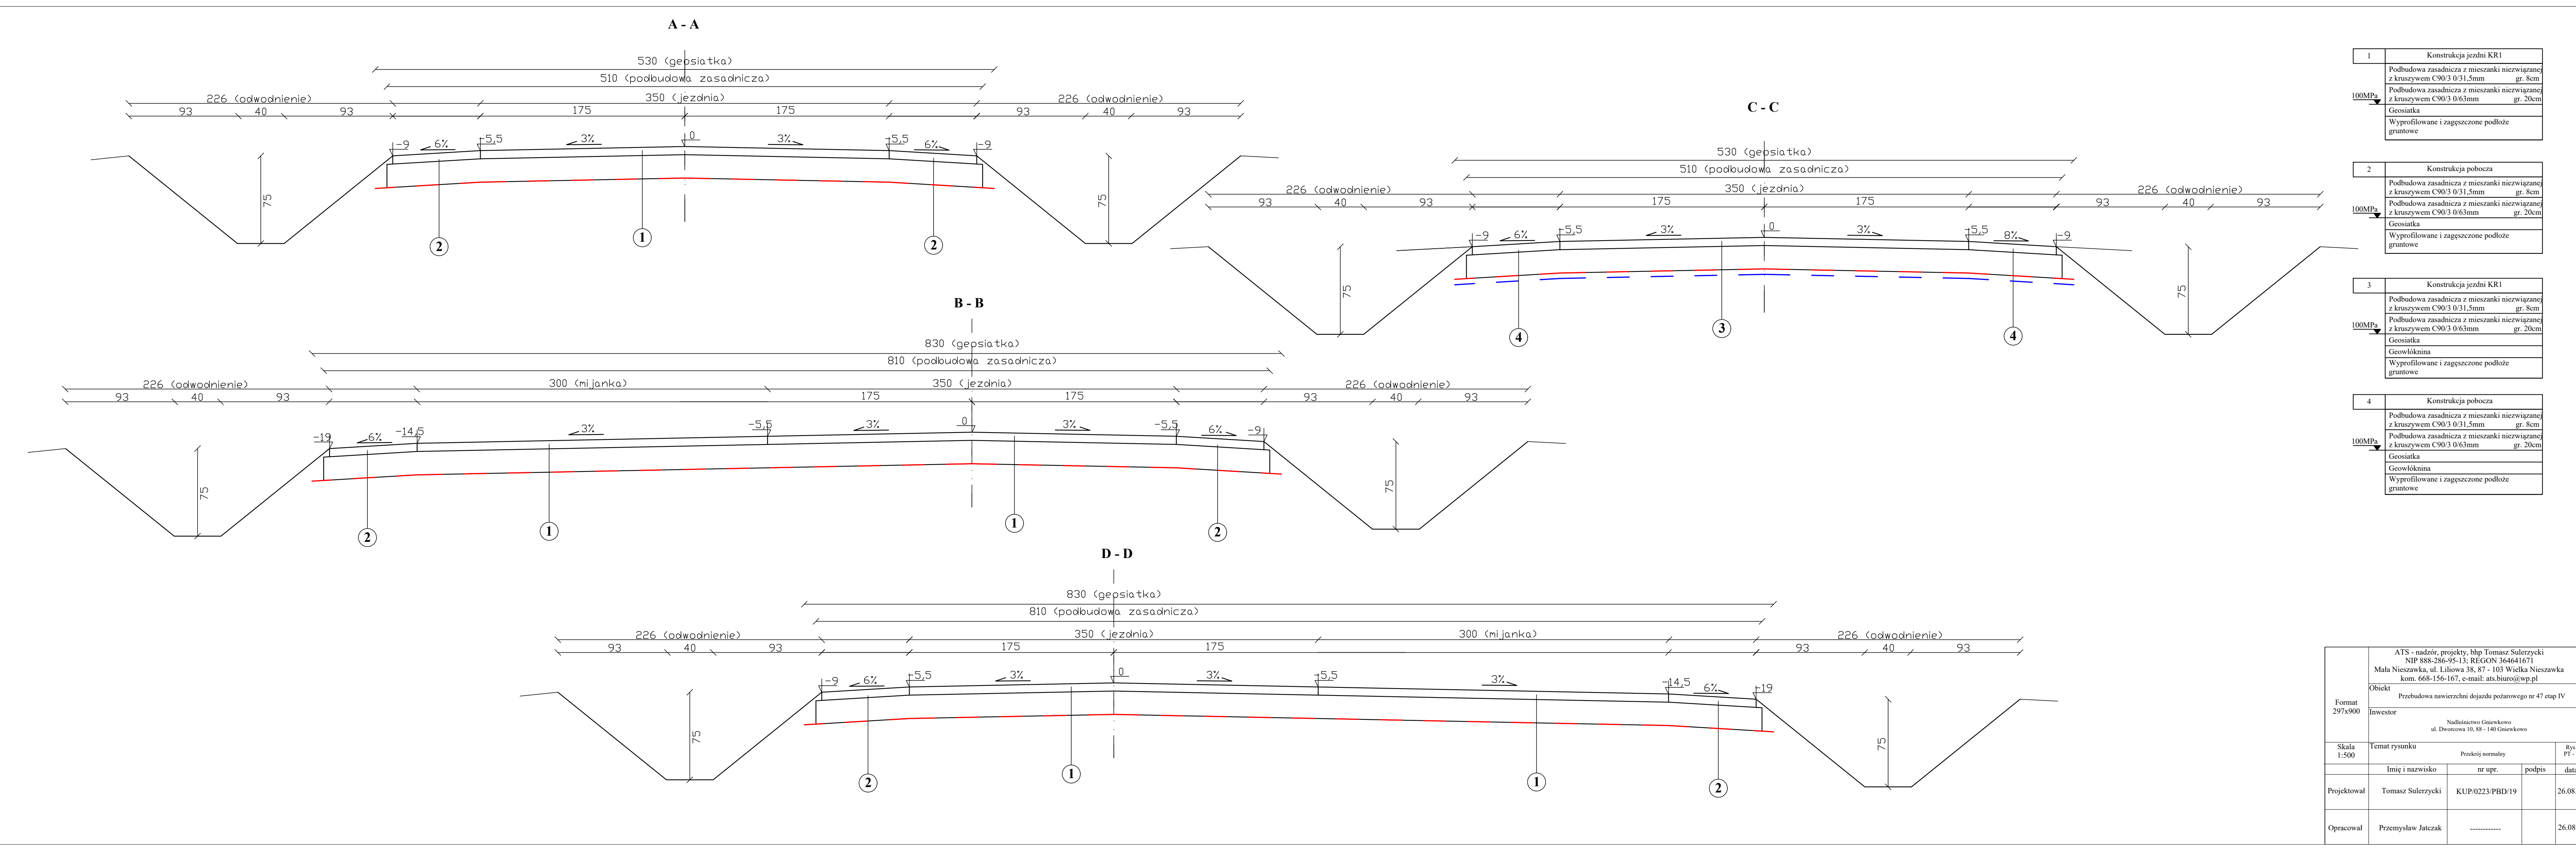 A - A
530 (geosiatka)
510 (podbudowa zasadnicza)
226 (odwodnienie) 350 (jezdnia) 226 (odwodnienie)
93 40 93 175 175 93 40 93
-9 6% -5,5 3% 0 3% -5,5 6% -9
75 75
2 1 2
C - C
530 (geosiatka)
510 (podbudowa zasadnicza)
226 (odwodnienie) 350 (jezdnia) 226 (odwodnienie)
93 40 93 175 175 93 40 93
-9 6% -5,5 3% 0 3% -5,5 8% -9
75 75
4 3 4
B - B
830 (geosiatka)
810 (podbudowa zasadnicza)
226 (odwodnienie) 300 (mijanka) 350 (jezdnia) 226 (odwodnienie)
93 40 93 175 175 93 40 93
-19 6% -14,5 3% -5,5 3% 0 3% -5,5 6% -9
75 75
2 1 1 2
D - D
830 (geosiatka)
810 (podbudowa zasadnicza)
226 (odwodnienie) 350 (jezdnia) 300 (mijanka) 226 (odwodnienie)
93 40 93 175 175 93 40 93
-9 6% -5,5 3% 0 3% -5,5 3% -14,5 6% -19
75 75
2 1 1 2
1 Konstrukcja jezdni KR1
Podbudowa zasadnicza z mieszanki niezwiązanej
z kruszywem C90/3 0/31,5mm gr. 8cm
Podbudowa zasadnicza z mieszanki niezwiązanej
100MPa z kruszywem C90/3 0/63mm gr. 20cm
Geosiatka
Wyprofilowane i zagęszczone podłoże
gruntowe
2 Konstrukcja pobocza
Podbudowa zasadnicza z mieszanki niezwiązanej
z kruszywem C90/3 0/31,5mm gr. 8cm
Podbudowa zasadnicza z mieszanki niezwiązanej
100MPa z kruszywem C90/3 0/63mm gr. 20cm
Geosiatka
Wyprofilowane i zagęszczone podłoże
gruntowe
3 Konstrukcja jezdni KR1
Podbudowa zasadnicza z mieszanki niezwiązanej
z kruszywem C90/3 0/31,5mm gr. 8cm
Podbudowa zasadnicza z mieszanki niezwiązanej
100MPa z kruszywem C90/3 0/63mm gr. 20cm
Geosiatka
Geowłóknina
Wyprofilowane i zagęszczone podłoże
gruntowe
4 Konstrukcja pobocza
Podbudowa zasadnicza z mieszanki niezwiązanej
z kruszywem C90/3 0/31,5mm gr. 8cm
Podbudowa zasadnicza z mieszanki niezwiązanej
100MPa z kruszywem C90/3 0/63mm gr. 20cm
Geosiatka
Geowłóknina
Wyprofilowane i zagęszczone podłoże
gruntowe
ATS - nadzór, projekty, bhp Tomasz Sulerzycki
NIP 888-286-95-13; REGON 364641671
Mała Nieszawka, ul. Liliowa 38, 87 - 103 Wielka Nieszawka
kom. 668-156-167, e-mail: ats.biuro@wp.pl
Obiekt
Przebudowa nawierzchni dojazdu pożarowego nr 47 etap IV
Format
297x900
Inwestor
Nadleśnictwo Gniewkowo
ul. Dworcowa 10, 88 - 140 Gniewkowo
Skala
1:500
Temat rysunku
Przekrój normalny
Rys
PT -
Imię i nazwisko nr upr. podpis data
Projektował Tomasz Sulerzycki KUP/0223/PBD/19 26.08.
Opracował Przemysław Jatczak ------------ 26.08